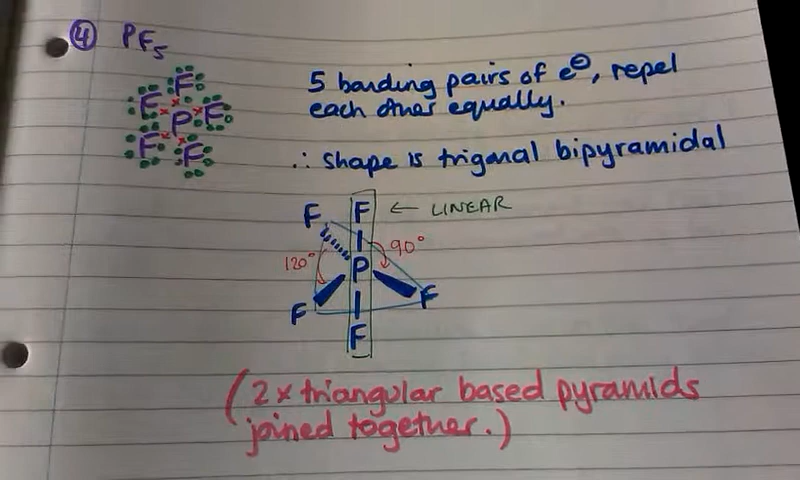 ④ PF₅
F
F F
P
F F
5 bonding pairs of e⊖, repel
each other equally.
∴ shape is trigonal bipyramidal
F F ← LINEAR
90°
120° P
F F
F
(2 x triangular based pyramids
joined together.)